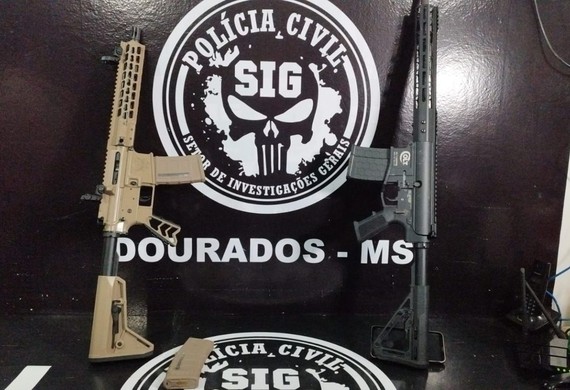 POLÍCIA CIVIL
SIG
SETOR DE INVESTIGAÇÕES GERAIS
DOURADOS - MS
POLÍCIA CIVIL
SIG